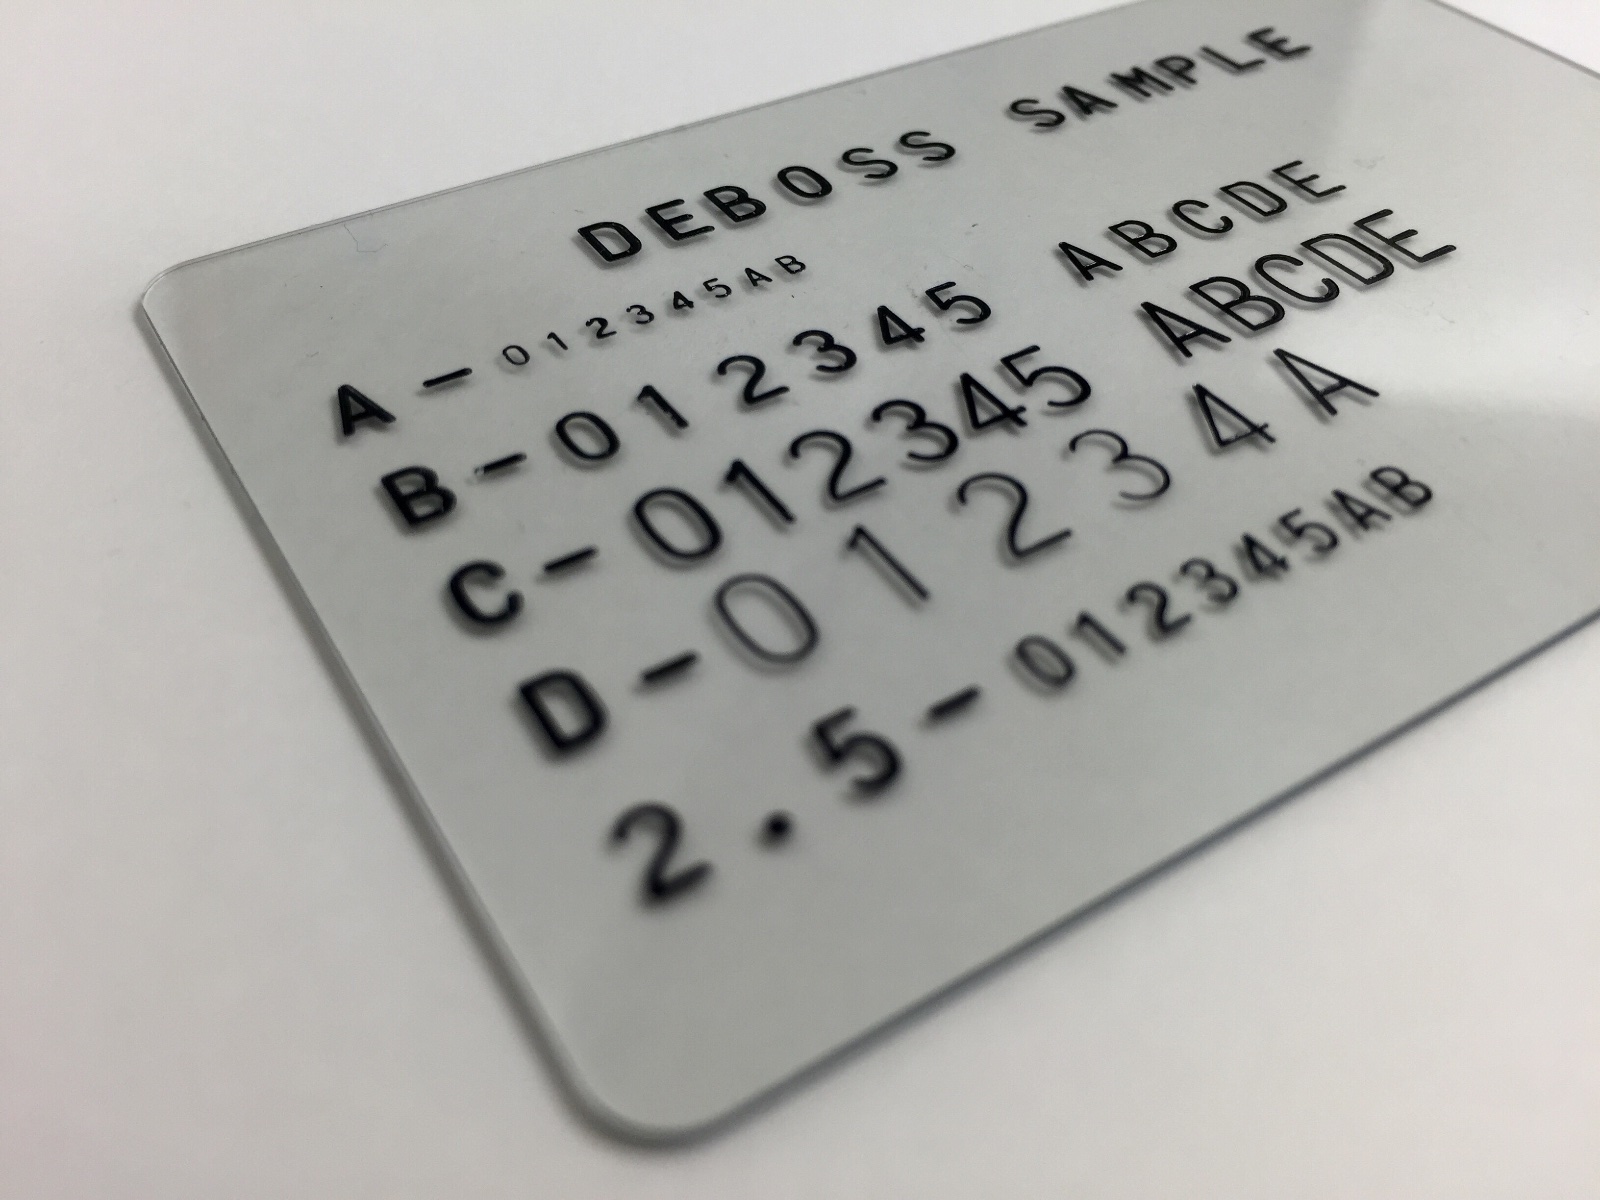 DEBOSS SAMPLE
A-012345AB
B-012345 ABCDE
C-012345 ABCDE
D-01234A
2.5-012345AB